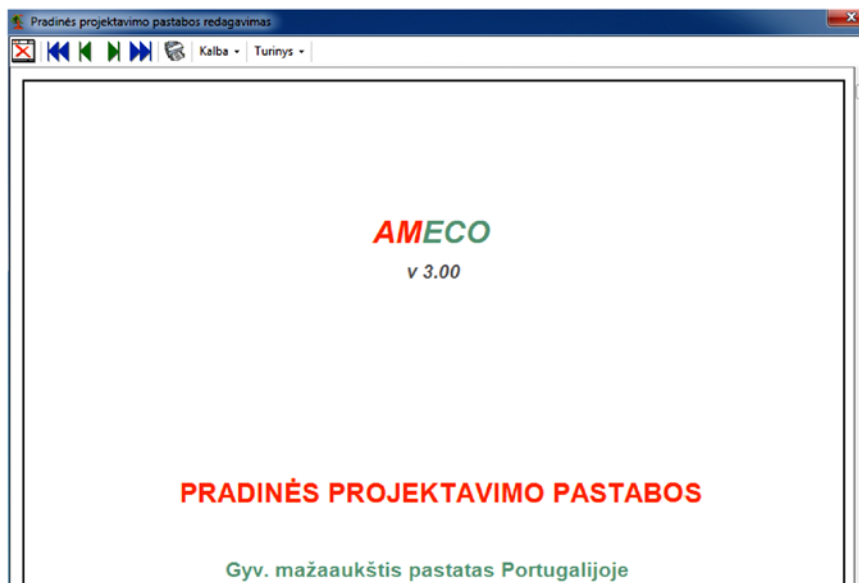 Pradinės projektavimo pastabos redagavimas
Kalba Turinys
AMECO
v 3.00
PRADINĖS PROJEKTAVIMO PASTABOS
Gyv. mažaaukštis pastatas Portugalijoje